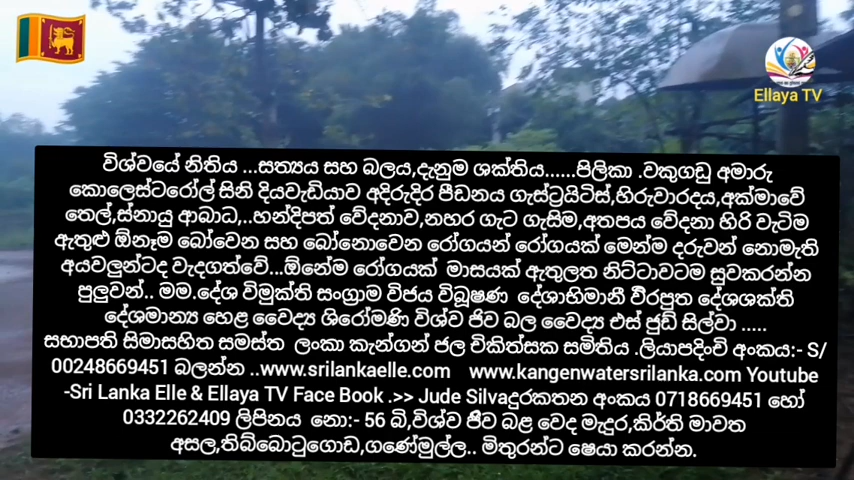 Ellaya TV
විශ්වයේ නිතිය ...සත්‍යය සහ බලය,දැනුම ශක්තිය......පිලිකා .වකුගඩු අමාරු
කොලෙස්ටරෝල් සිනි දියවැඩියාව අදිරුදිර පීඩනය ගැස්ට්‍රයිටිස්,හිරුවාරදය,අක්මාවේ
තෙල්,ස්නායු ආබාධ,..හන්දිපත් වේදනාව,නහර ගැට ගැසිම,අතපය වේදනා හිරි වැටිම
ඇතුළු ඕනෑම බෝවෙන සහ බෝනොවෙන රෝගයන් රෝගයක් මෙන්ම දරුවන් නොමැති
අයවලුන්ටද වැදගත්වේ...ඕනේම රෝගයක් මාසයක් ඇතුලත නිට්ටාවටම සුවකරන්න
පුලුවන්.. මම.දේශ විමුක්ති සංග්‍රාම විජය විබූෂණ දේශාභිමානී වීරපුත දේශශක්ති
දේශමාන්‍ය හෙළ වෛද්‍ය ශිරෝමණි විශ්ව ජිව බල වෛද්‍ය එස් ජුඩ් සිල්වා .....
සභාපති සිමාසහිත සමස්ත ලංකා කැන්ගන් ජල චිකිත්සක සමිතිය .ලියාපදිංචි අංකය:- S/
00248669451 බලන්න ..www.srilankaelle.com www.kangenwatersrilanka.com Youtube
-Sri Lanka Elle & Ellaya TV Face Book .>> Jude Silvaදුරකතන අංකය 0718669451 හෝ
0332262409 ලිපිනය නො:- 56 බි,විශ්ව ජීව බළ වෙද මැදුර,කිර්ති මාවත
අසල,තිබ්බොටුගොඩ,ගණේමුල්ල.. මිතුරන්ට ෂෙයා කරන්න.